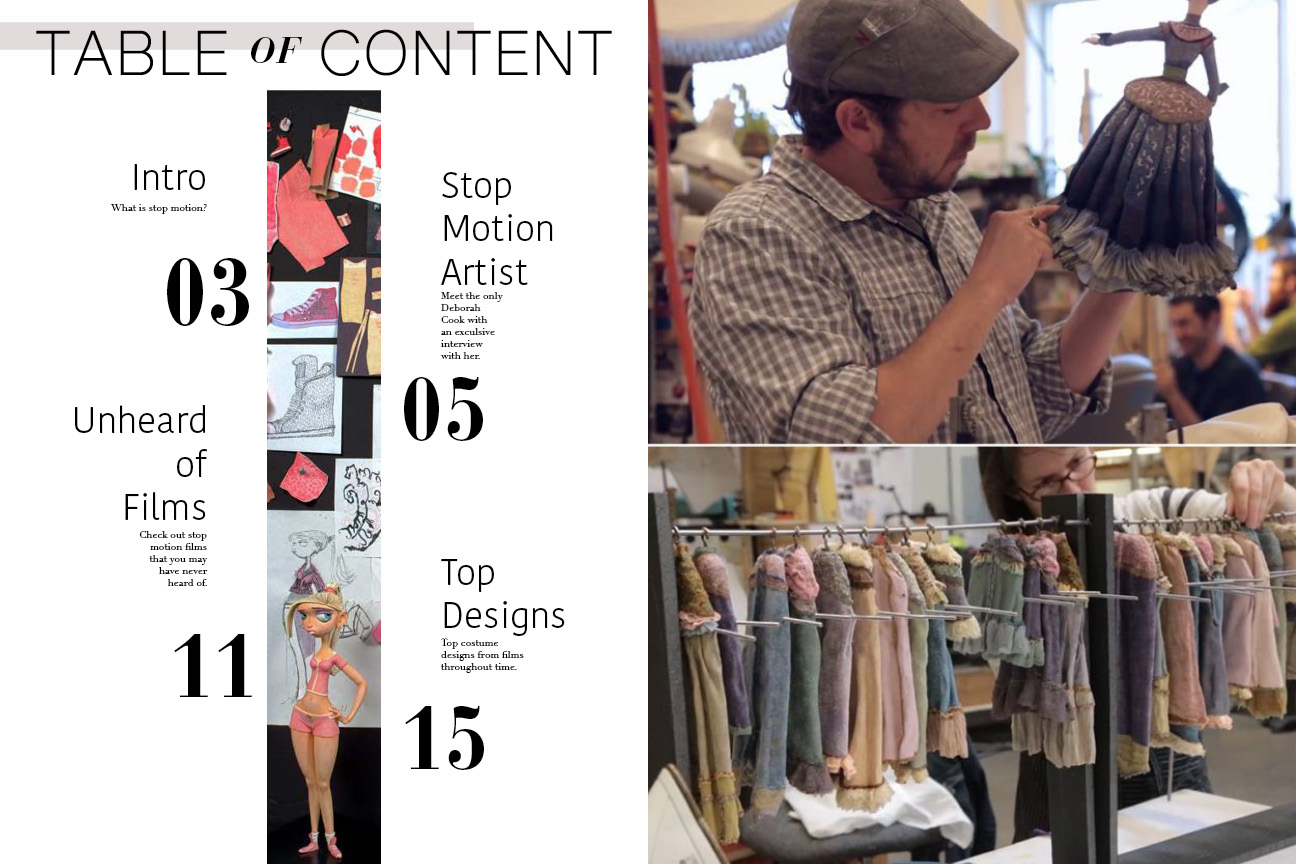 TABLE OF CONTENT
Intro
What is stop motion?
03
Stop
Motion
Artist
Meet the only
Deborah
Cook with
an exculsive
interview
with her.
05
Unheard
of
Films
Check out stop
motion films
that you may
have never
heard of.
11
Top
Designs
Top costume
designs from films
throughout time.
15